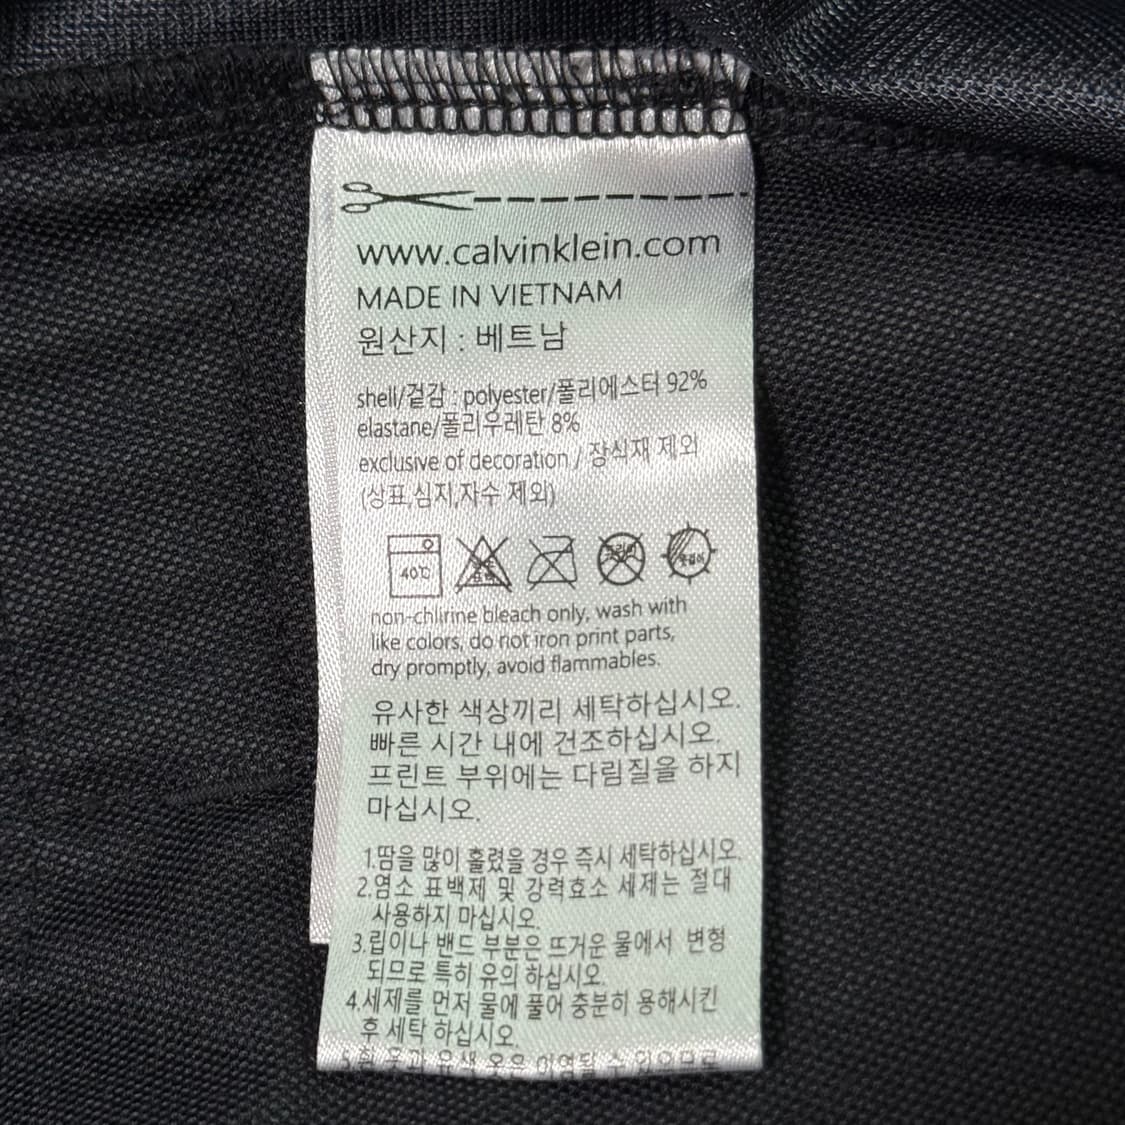 www.calvinklein.com
MADE IN VIETNAM
원산지 : 베트남
shell/겉감 : polyester/폴리에스터 92%
elastane/폴리우레탄 8%
exclusive of decoration / 장식재 제외
(상표,심지,자수 제외)
40℃
non-chlirine bleach only, wash with
like colors, do not iron print parts,
dry promptly, avoid flammables.
유사한 색상끼리 세탁하십시오.
빠른 시간 내에 건조하십시오.
프린트 부위에는 다림질을 하지
마십시오.
1.땀을 많이 흘렸을 경우 즉시 세탁하십시오.
2.염소 표백제 및 강력효소 세제는 절대
사용하지 마십시오.
3.립이나 밴드 부분은 뜨거운 물에서 변형
되므로 특히 유의 하십시오.
4.세제를 먼저 물에 풀어 충분히 용해시킨
후 세탁 하십시오